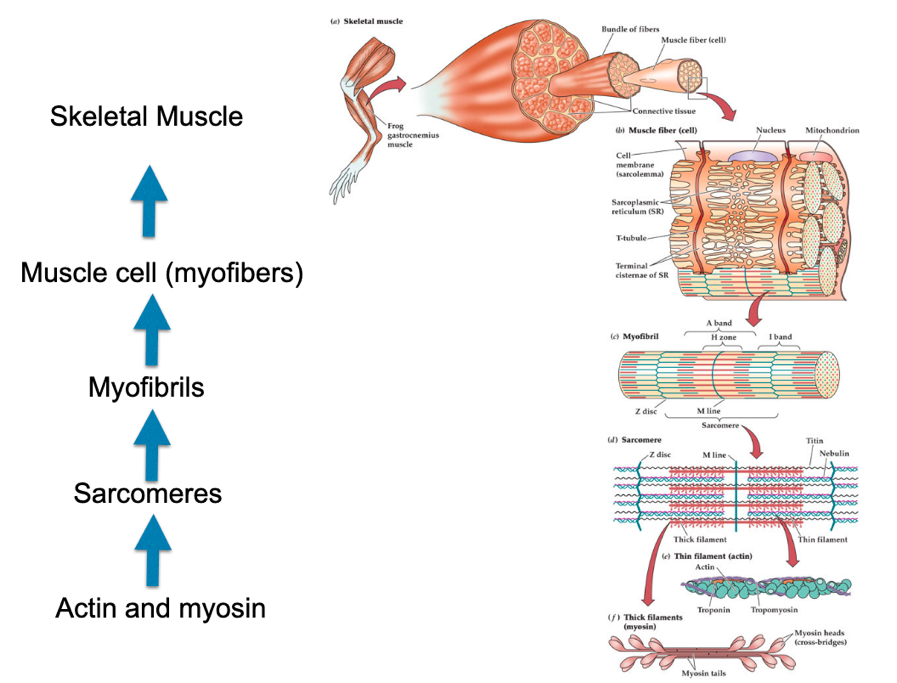 Skeletal Muscle
Muscle cell (myofibers)
Myofibrils
Sarcomeres
Actin and myosin
(a) Skeletal muscle
Bundle of fibers
Muscle fiber (cell)
Connective tissue
Frog
gastrocnemius
muscle
(b) Muscle fiber (cell)
Nucleus
Mitochondrion
Cell
membrane
(sarcolemma)
Sarcoplasmic
reticulum (SR)
T-tubule
Terminal
cisternae of SR
(c) Myofibril
A band
H zone
I band
Z disc
M line
Sarcomere
(d) Sarcomere
Z disc
M line
Titin
Nebulin
Thick filament
Thin filament
(e) Thin filament (actin)
Actin
Troponin
Tropomyosin
(f) Thick filaments
(myosin)
Myosin heads
(cross-bridges)
Myosin tails